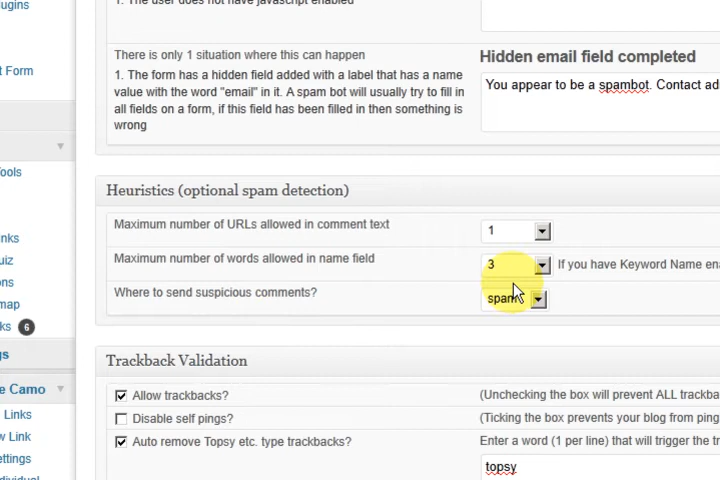 lugins
1. The user does not have javascript enabled
There is only 1 situation where this can happen
Hidden email field completed
t Form
1. The form has a hidden field added with a label that has a name
value with the word "email" in it. A spam bot will usually try to fill in
all fields on a form, if this field has been filled in then something is
wrong
You appear to be a spambot. Contact ad
ools
Heuristics (optional spam detection)
Maximum number of URLs allowed in comment text
1
nks
Maximum number of words allowed in name field
3
If you have Keyword Name ena
uiz
ons
Where to send suspicious comments?
spam
map
ks 6
gs
Trackback Validation
e Camo
Allow trackbacks?
(Unchecking the box will prevent ALL trackba
Links
Disable self pings?
(Ticking the box prevents your blog from ping
w Link
Auto remove Topsy etc. type trackbacks?
Enter a word (1 per line) that will trigger the tr
ettings
topsy
dividual